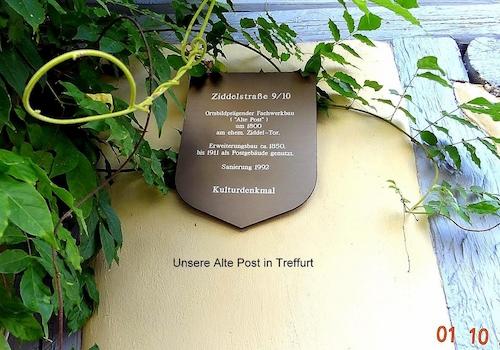 Ziddelstraße 9/10
Ortsbildprägender Fachwerkbau
("Alte Post")
um 1800
am ehem. Ziddel-Tor.
Erweiterungsbau ca. 1850,
bis 1911 als Postgebäude genutzt.
Sanierung 1992
Kulturdenkmal
Unsere Alte Post in Treffurt
01 10